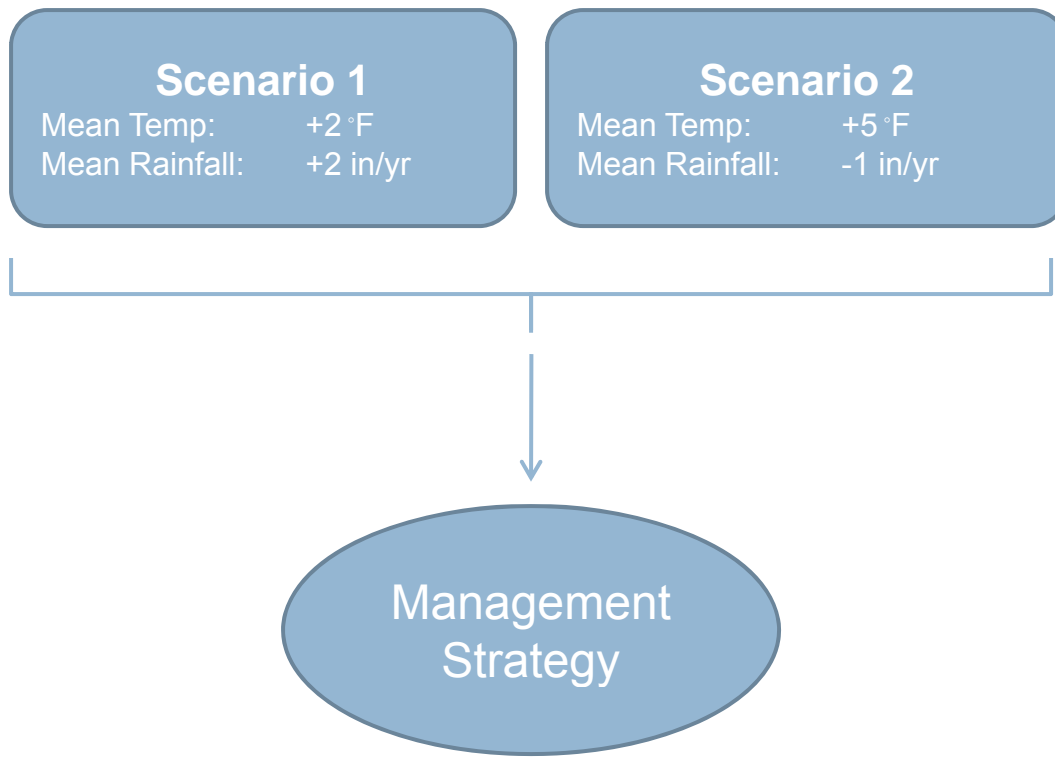 Scenario 1
Mean Temp: +2 °F
Mean Rainfall: +2 in/yr
Scenario 2
Mean Temp: +5 °F
Mean Rainfall: -1 in/yr
Management
Strategy